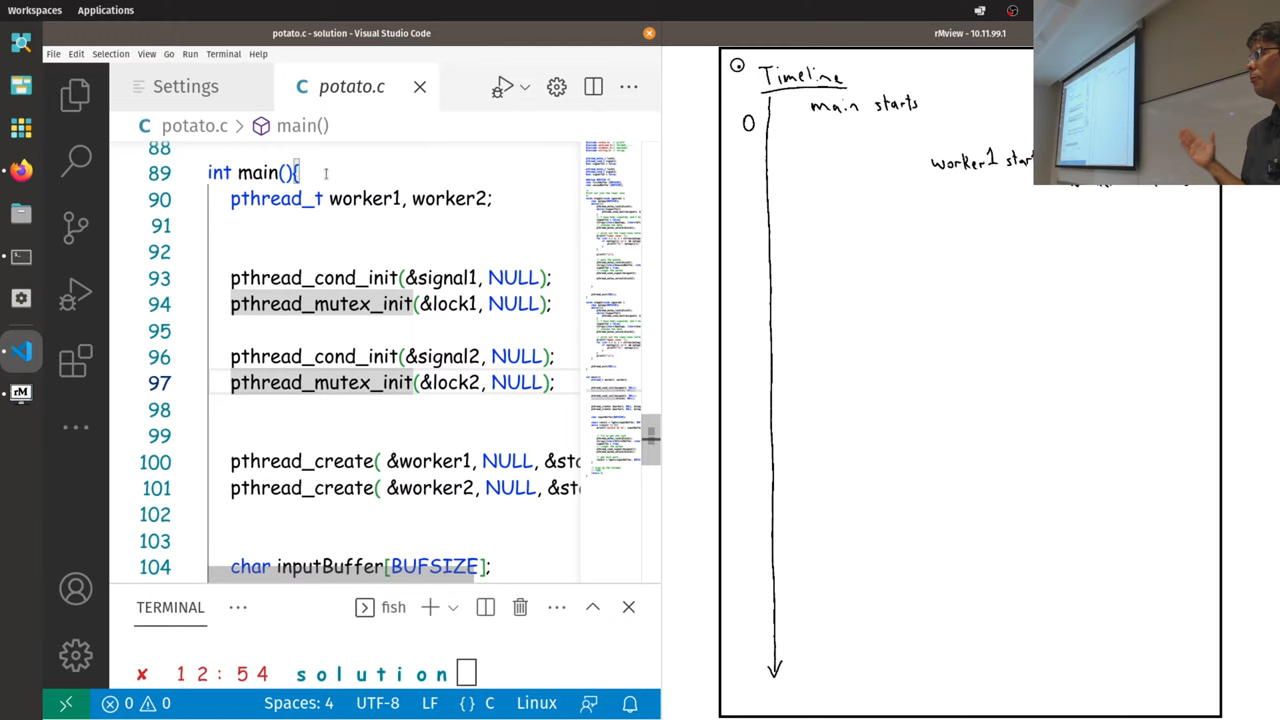 Workspaces Applications
potato.c - solution - Visual Studio Code
rMview - 10.11.99.1
File Edit Selection View Go Run Terminal Help
Settings
C potato.c
C potato.c > main()
88
89 int main(){
90 pthread_t worker1, worker2;
91
92
93 pthread_cond_init(&signal1, NULL);
94 pthread_mutex_init(&lock1, NULL);
95
96 pthread_cond_init(&signal2, NULL);
97 pthread_mutex_init(&lock2, NULL);
98
99
100 pthread_create( &worker1, NULL, &st
101 pthread_create( &worker2, NULL, &st
102
103
104 char inputBuffer[BUFSIZE];
TERMINAL
fish
✘ 12:54 solution
0 0 Spaces: 4 UTF-8 LF {} C Linux
Timeline
main starts
0
worker1 star